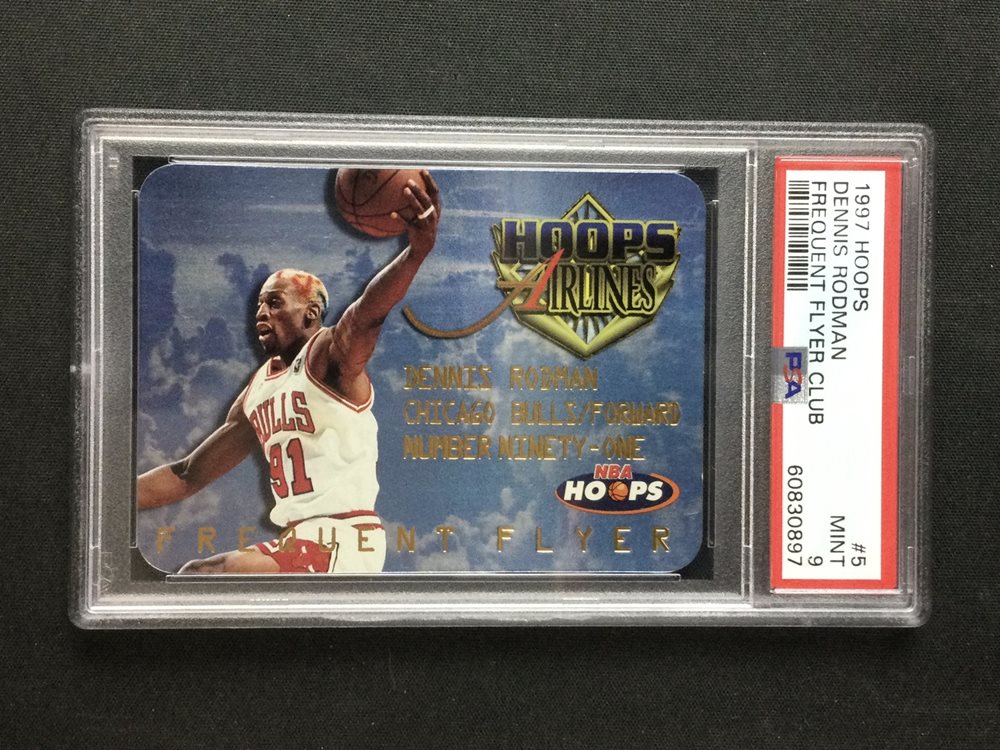 HOOPS
AIRLINES
DENNIS RODMAN
CHICAGO BULLS/FORWARD
NUMBER NINETY-ONE
NBA
HOOPS
BULLS
91
FREQUENT FLYER
1997 HOOPS #5
DENNIS RODMAN MINT
FREQUENT FLYER CLUB 9
PSA 60830897